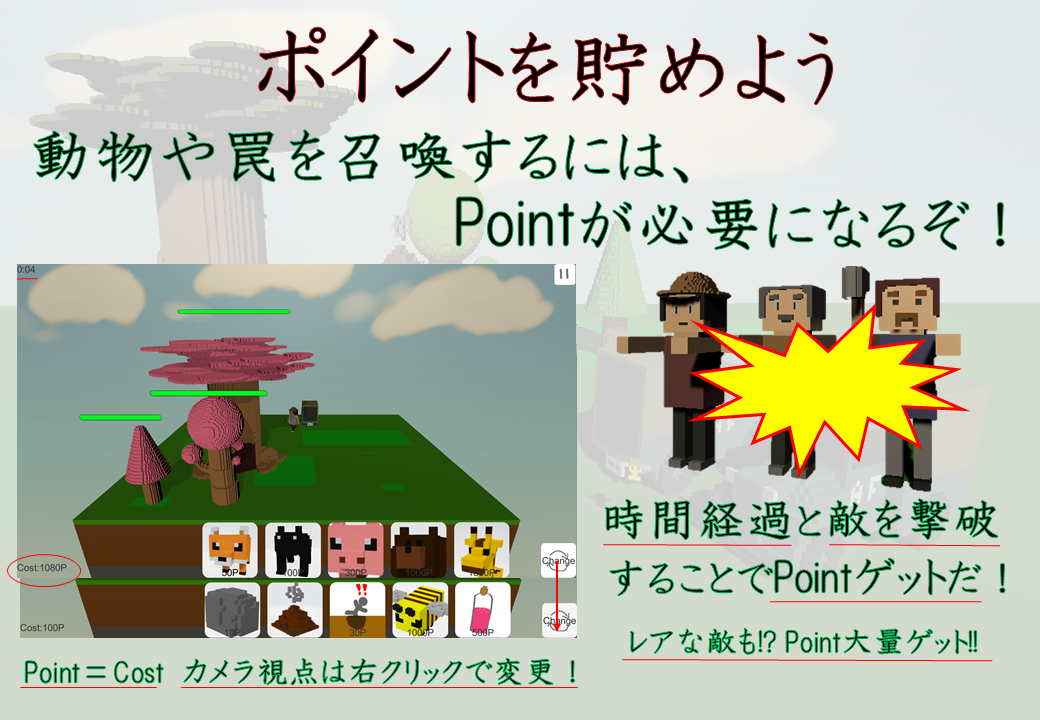 ポイントを貯めよう
動物や罠を召喚するには、
Pointが必要になるぞ！
0:04
50P
300P
1000P
Change
Cost:1080P
10P
30P
1000P
500P
Change
Cost:100P
時間経過と敵を撃破
することでPointゲットだ！
レアな敵も!? Point大量ゲット!!
Point＝Cost カメラ視点は右クリックで変更！